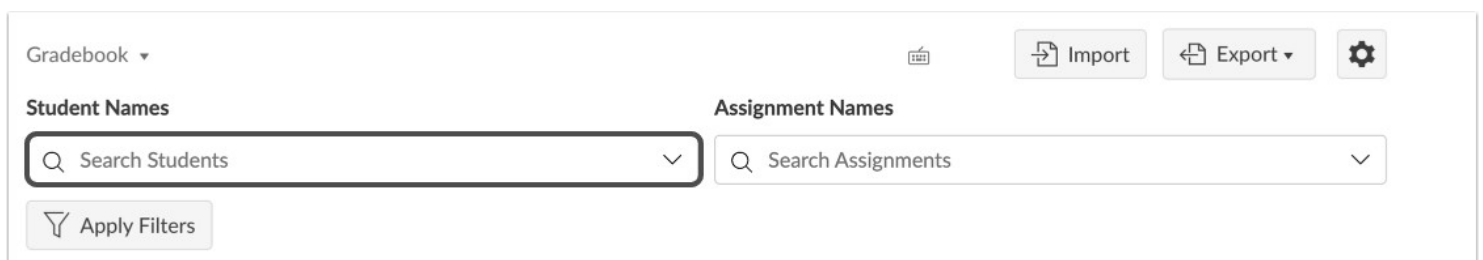 Gradebook Import Export
Student Names Assignment Names
Search Students Search Assignments
Apply Filters